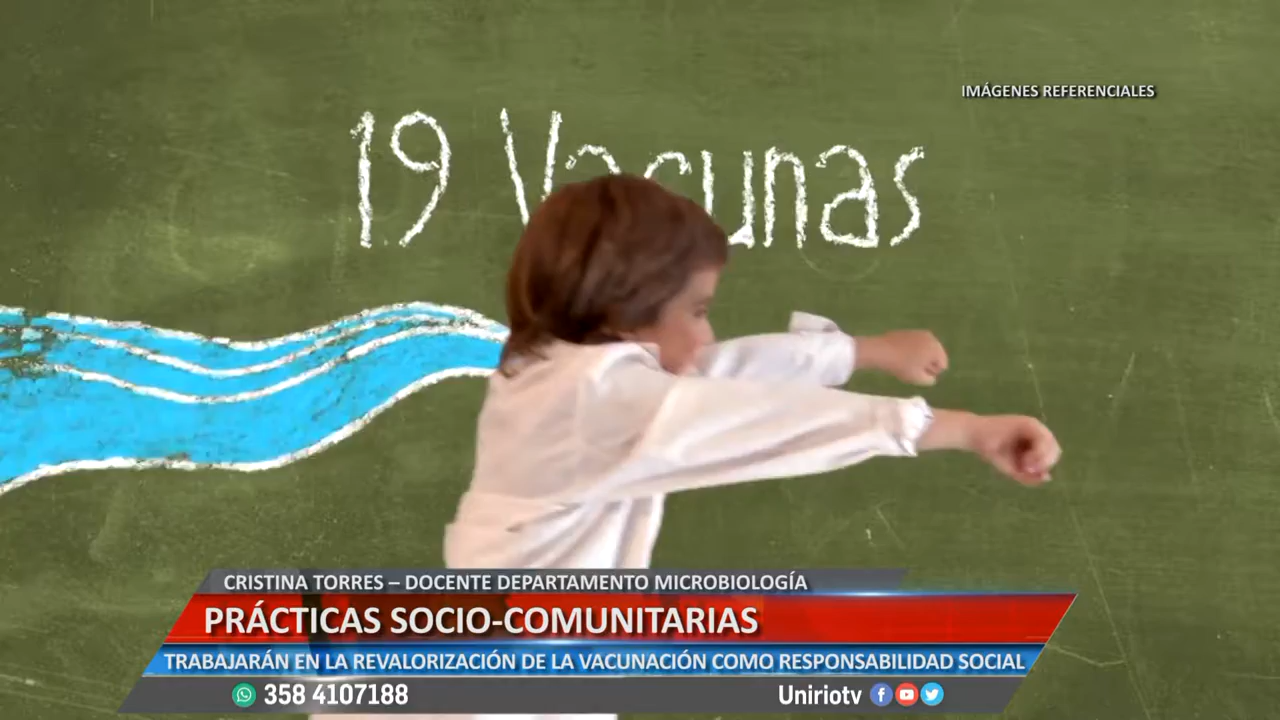 IMÁGENES REFERENCIALES
19 Vacunas
CRISTINA TORRES – DOCENTE DEPARTAMENTO MICROBIOLOGÍA
PRÁCTICAS SOCIO-COMUNITARIAS
TRABAJARÁN EN LA REVALORIZACIÓN DE LA VACUNACIÓN COMO RESPONSABILIDAD SOCIAL
358 4107188
Uniriotv